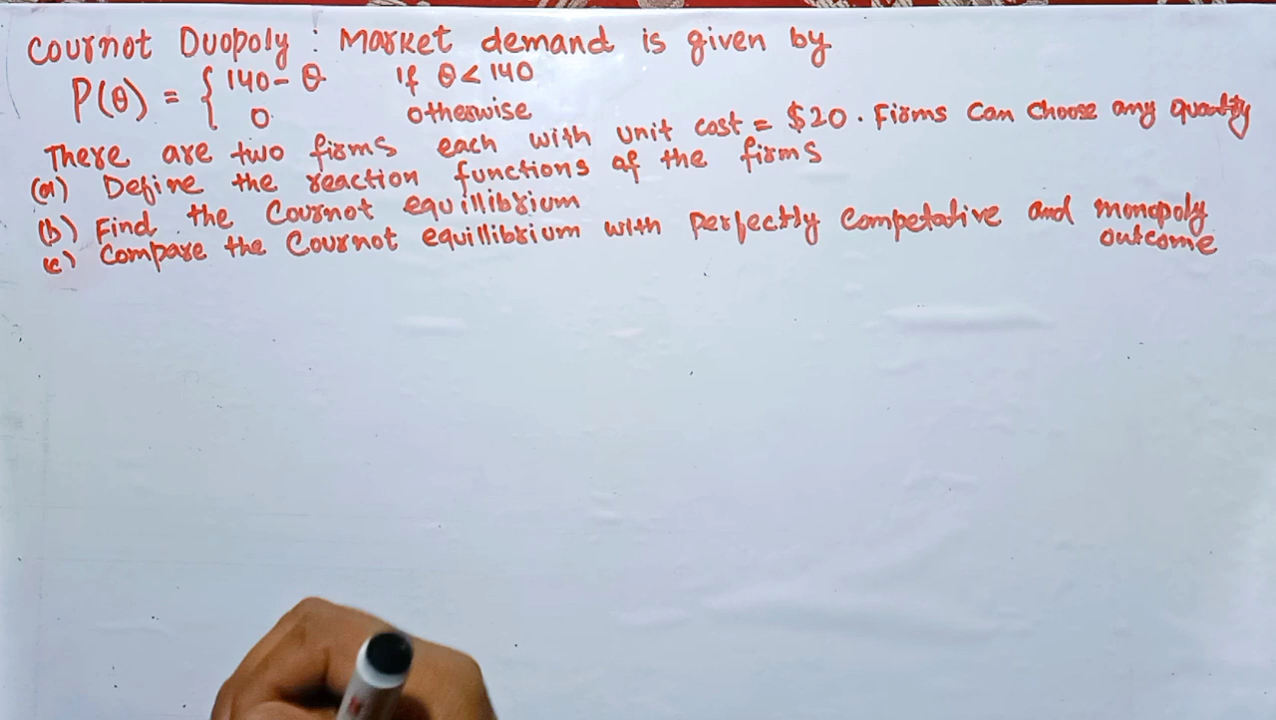 Cournot Duopoly : Market demand is given by
P(θ) = { 140 - θ if θ < 140
0 otherwise
There are two firms each with unit cost = $20. Firms can choose any quantity
(a) Define the reaction functions of the firms
(b) Find the Cournot equillibrium
(c) Compare the Cournot equillibrium with perfectly competative and monopoly
outcome